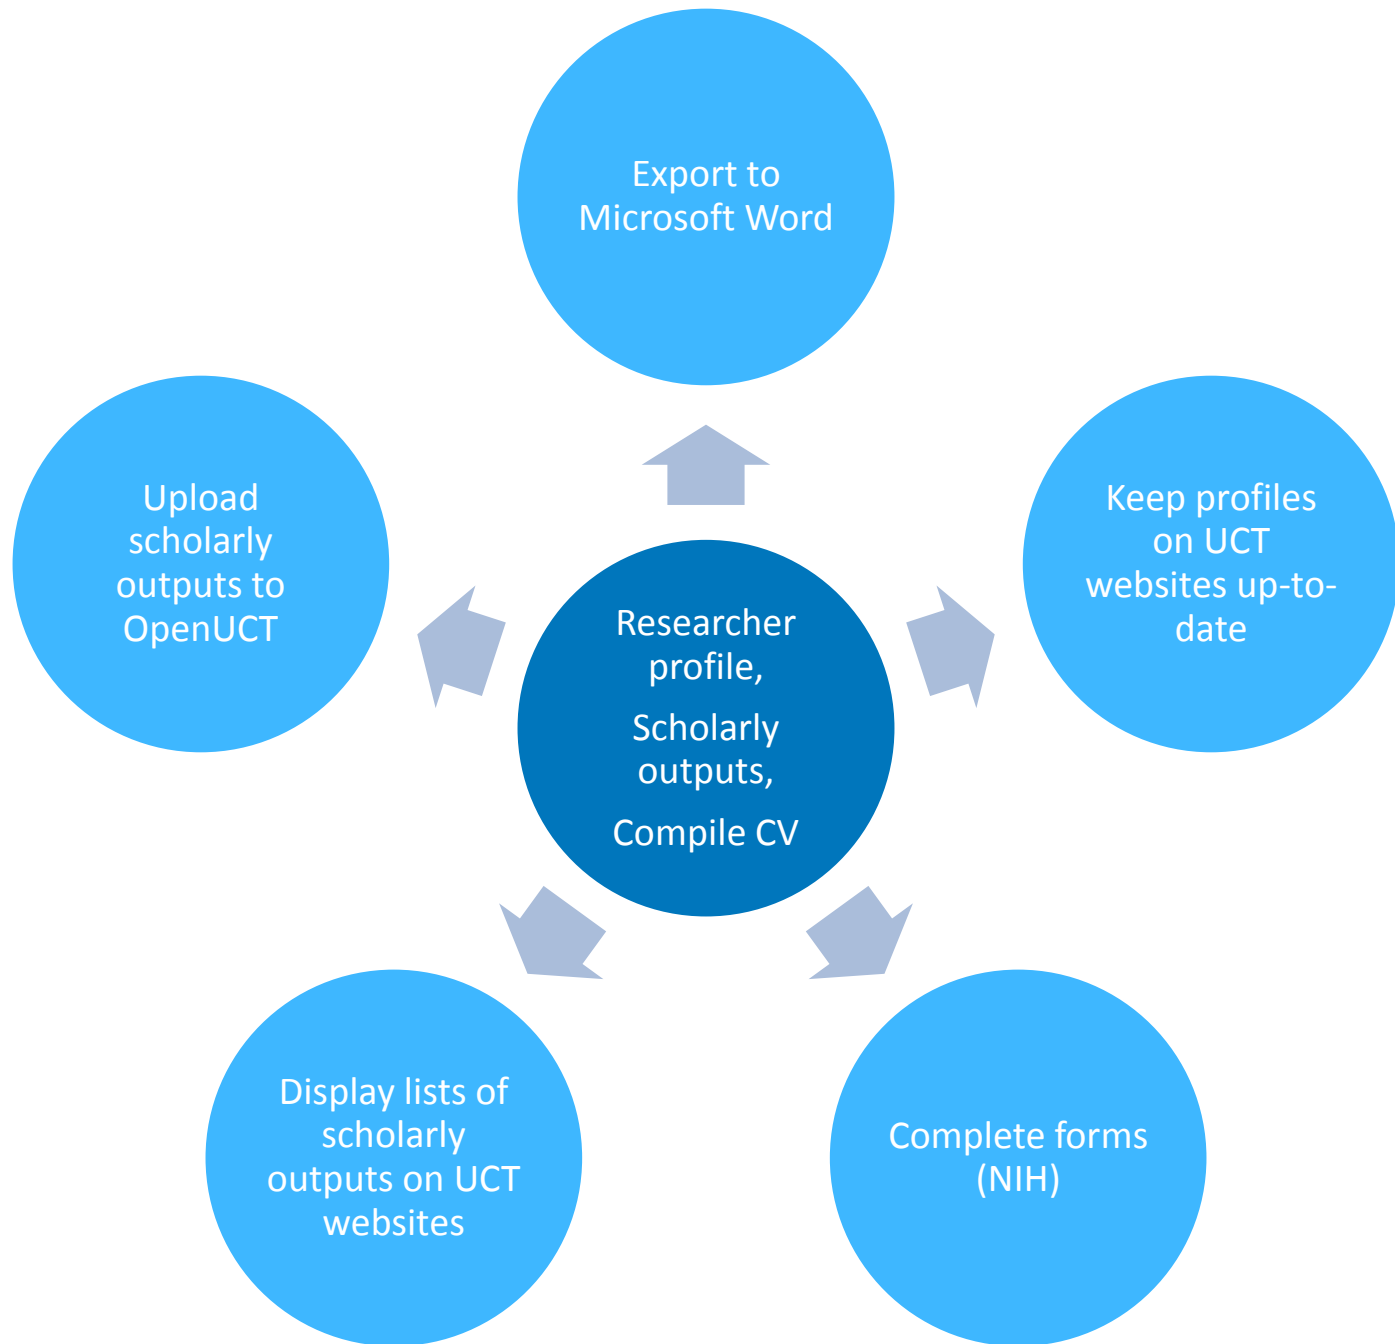 Export to
Microsoft Word
Keep profiles
on UCT
websites up-to-
date
Complete forms
(NIH)
Display lists of
scholarly
outputs on UCT
websites
Upload
scholarly
outputs to
OpenUCT
Researcher
profile,
Scholarly
outputs,
Compile CV